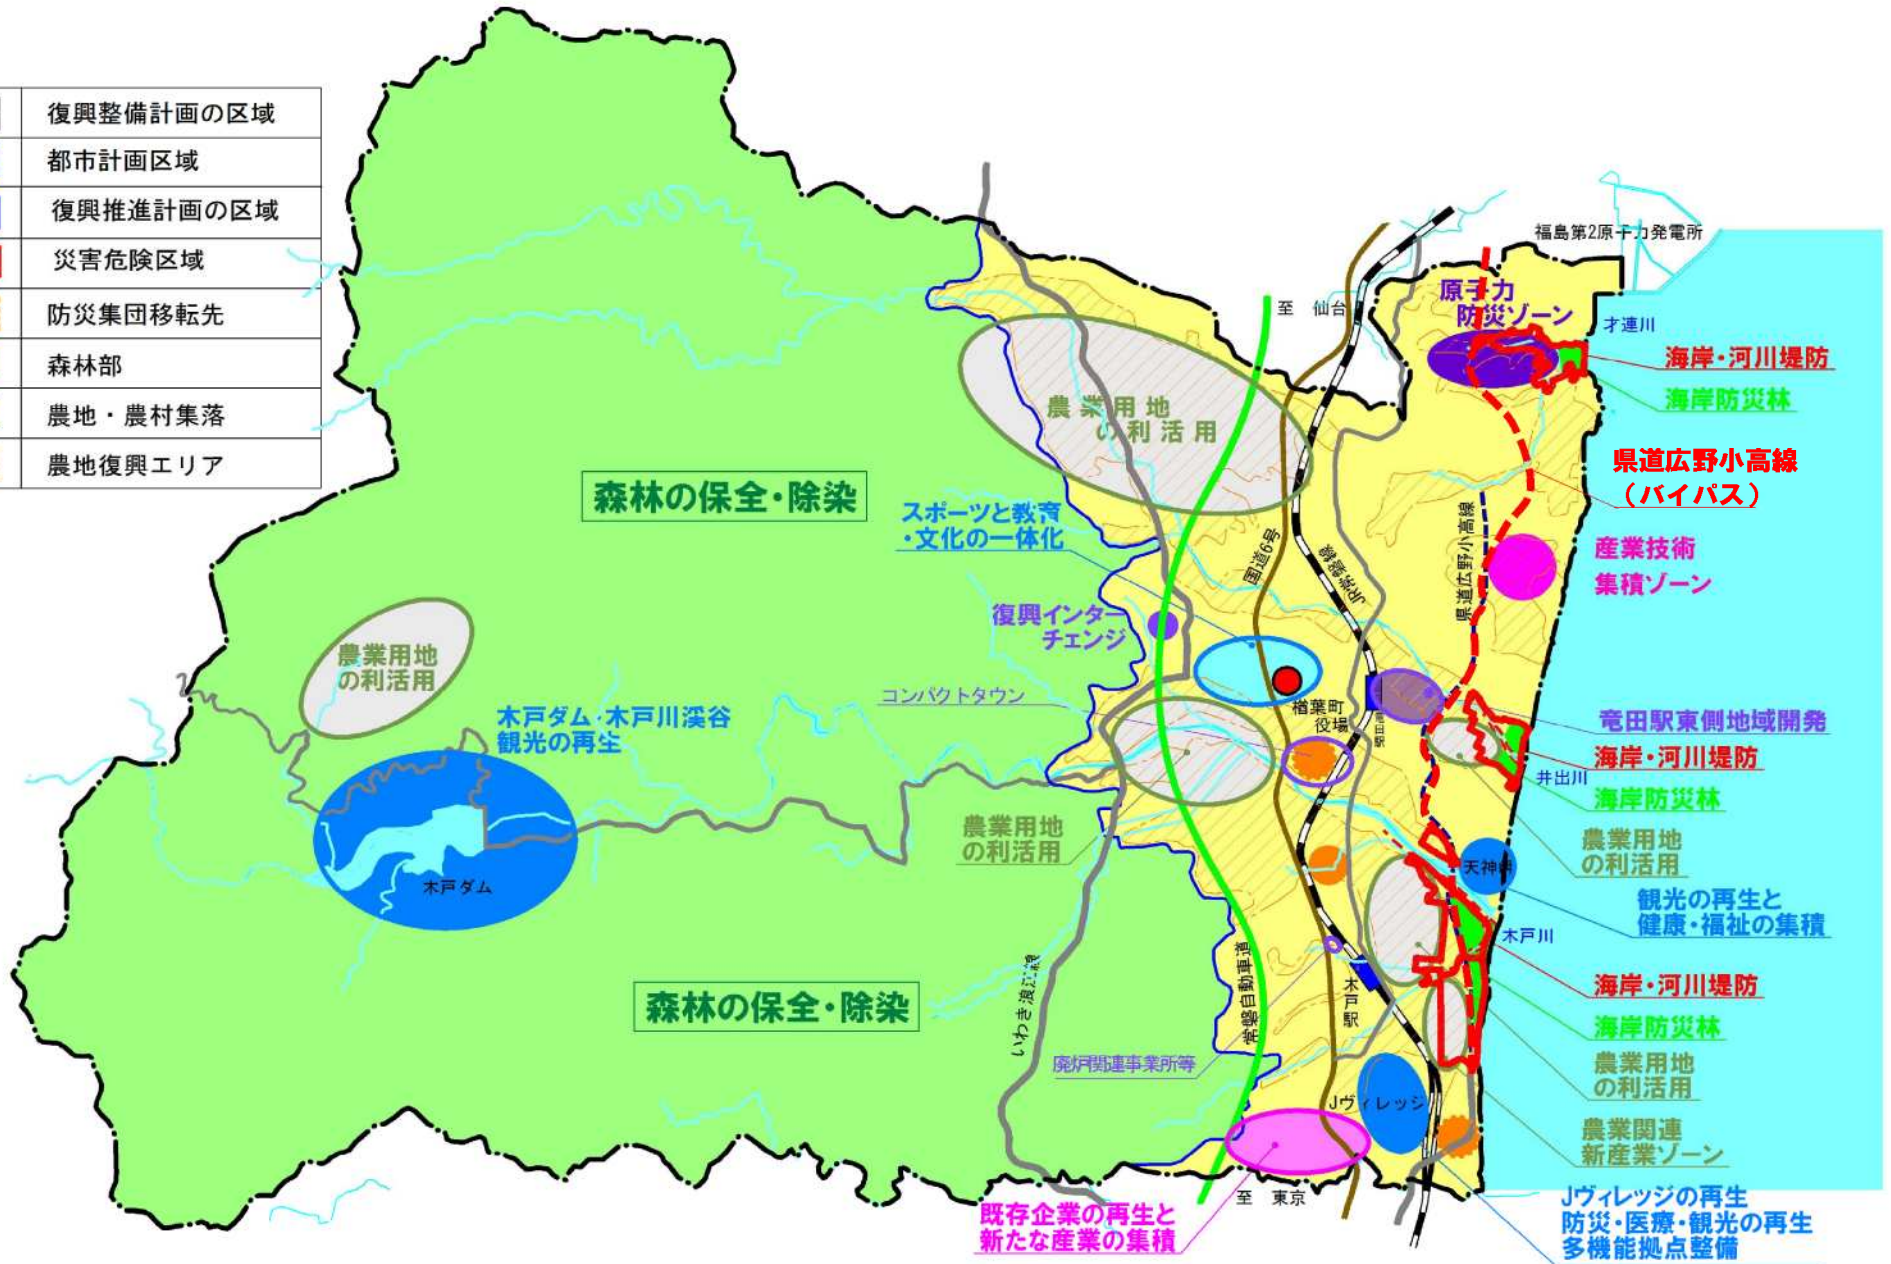 復興整備計画の区域
都市計画区域
復興推進計画の区域
災害危険区域
防災集団移転先
森林部
農地・農村集落
農地復興エリア
福島第2原子力発電所
至 仙台
原子力
防災ゾーン
才連川
海岸・河川堤防
海岸防災林
農業用地
の利活用
県道広野小高線
（バイパス）
森林の保全・除染
スポーツと教育
・文化の一体化
国道6号
JR常磐線
県道広野小高線
産業技術
集積ゾーン
復興インター
チェンジ
農業用地
の利活用
コンパクトタウン
楢葉町
役場
竜田駅
竜田駅東側地域開発
木戸ダム・木戸川渓谷
観光の再生
海岸・河川堤防
井出川
海岸防災林
農業用地
の利活用
農業用地
の利活用
天神岬
木戸ダム
観光の再生と
健康・福祉の集積
木戸川
いわき浪江線
常磐自動車道
木戸駅
海岸・河川堤防
森林の保全・除染
海岸防災林
廃炉関連事業所等
農業用地
の利活用
Jヴィレッジ
農業関連
新産業ゾーン
至 東京
既存企業の再生と
新たな産業の集積
Jヴィレッジの再生
防災・医療・観光の再生
多機能拠点整備